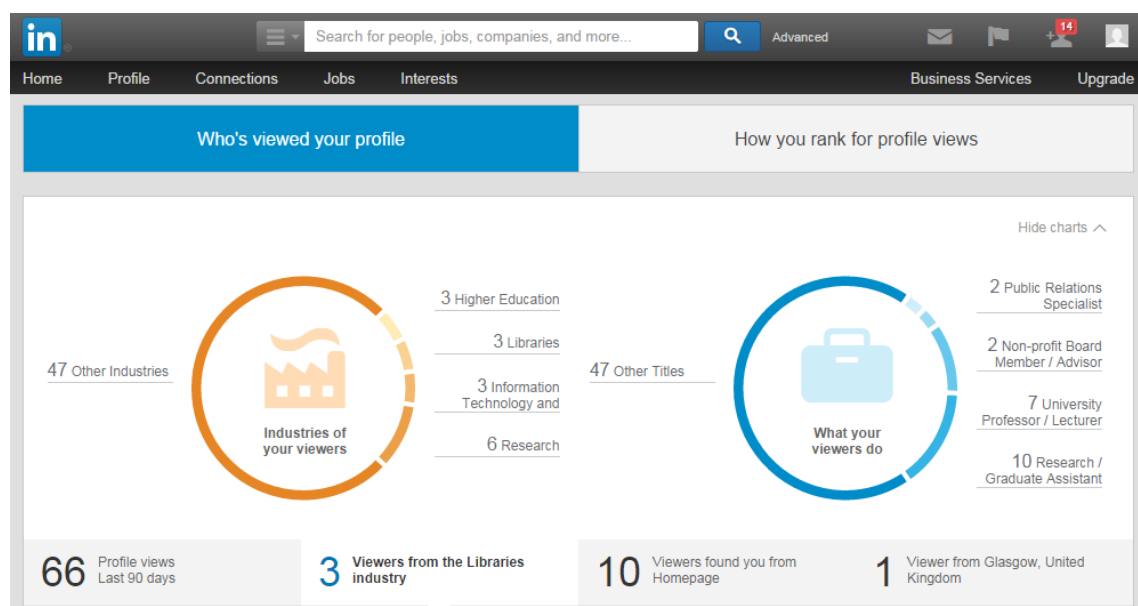 in
Search for people, jobs, companies, and more...
Advanced
14
Home Profile Connections Jobs Interests Business Services Upgrade
Who's viewed your profile
How you rank for profile views
Hide charts
47 Other Industries
Industries of
your viewers
3 Higher Education
3 Libraries
3 Information
Technology and
6 Research
47 Other Titles
What your
viewers do
2 Public Relations
Specialist
2 Non-profit Board
Member / Advisor
7 University
Professor / Lecturer
10 Research /
Graduate Assistant
66 Profile views
Last 90 days
3 Viewers from the Libraries
industry
10 Viewers found you from
Homepage
1 Viewer from Glasgow, United
Kingdom